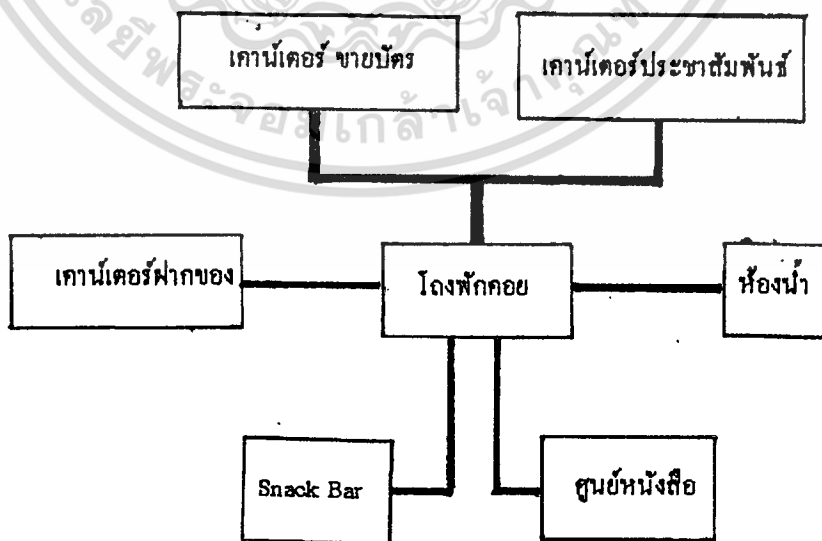 เคาน์เตอร์ ขายบัตร
เคาน์เตอร์ประชาสัมพันธ์
เคาน์เตอร์ฝากของ
โถงพักคอย
ห้องน้ำ
Snack Bar
ศูนย์หนังสือ